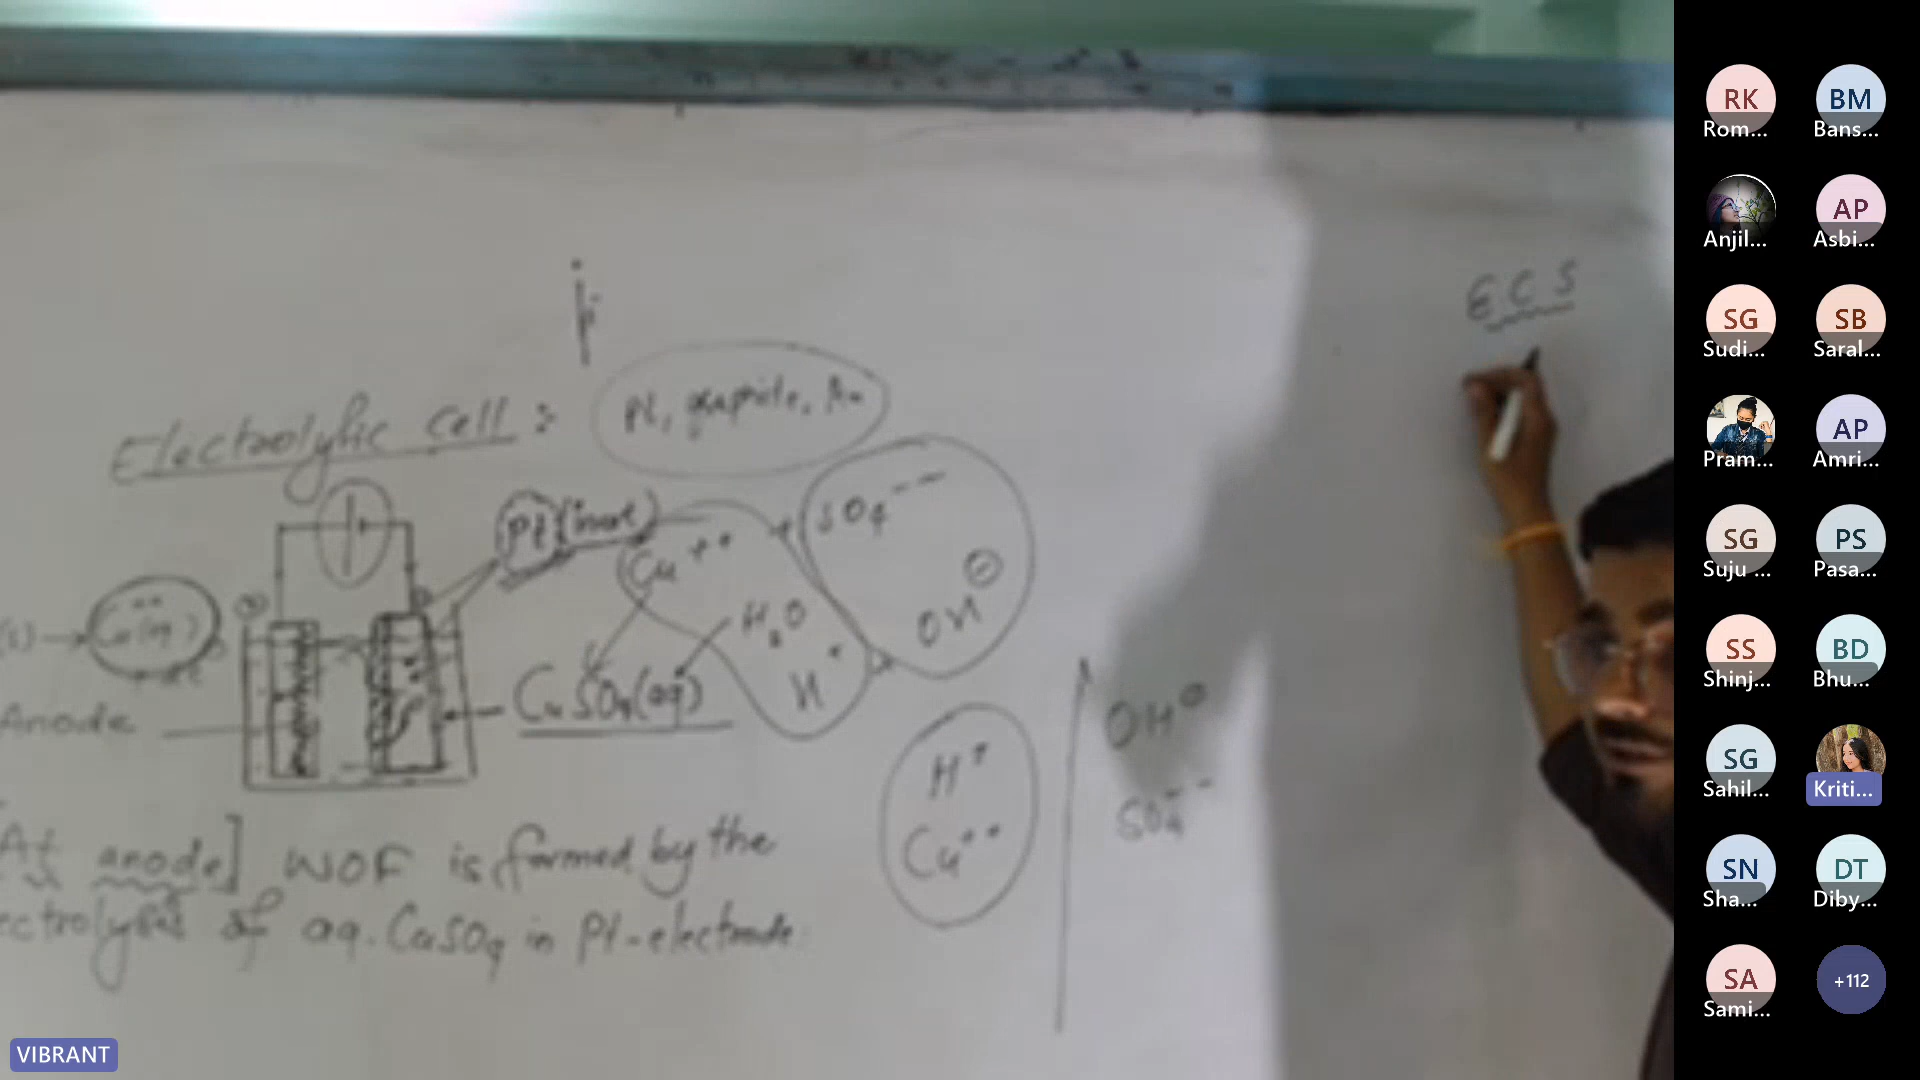 E C S
Electrolytic cell :
Pt, graphite, Au
Pt (inert)
Cu++
SO4--
OH⊖
H2O
H+
Cu++(aq)
CuSO4(aq)
Anode
OH⊖
SO4--
H+
Cu++
At anode] WOF is formed by the
ectrolyses of aq. CuSO4 in Pt-electrode.
VIBRANT
RK
Rom...
BM
Bans...
Anjil...
AP
Asbi...
SG
Sudi...
SB
Saral...
Pram...
AP
Amri...
SG
Suju ...
PS
Pasa...
SS
Shinj...
BD
Bhu...
SG
Sahil...
Kriti...
SN
Sha...
DT
Diby...
SA
Sami...
+112